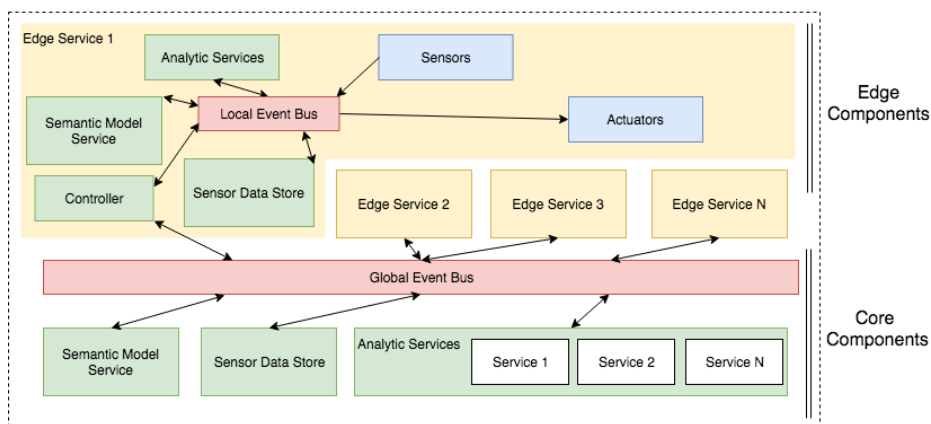 Edge Service 1
Analytic Services
Sensors
Edge
Components
Local Event Bus
Actuators
Semantic Model
Service
Controller
Sensor Data Store
Edge Service 2
Edge Service 3
Edge Service N
Global Event Bus
Core
Components
Semantic Model
Service
Sensor Data Store
Analytic Services
Service 1
Service 2
Service N